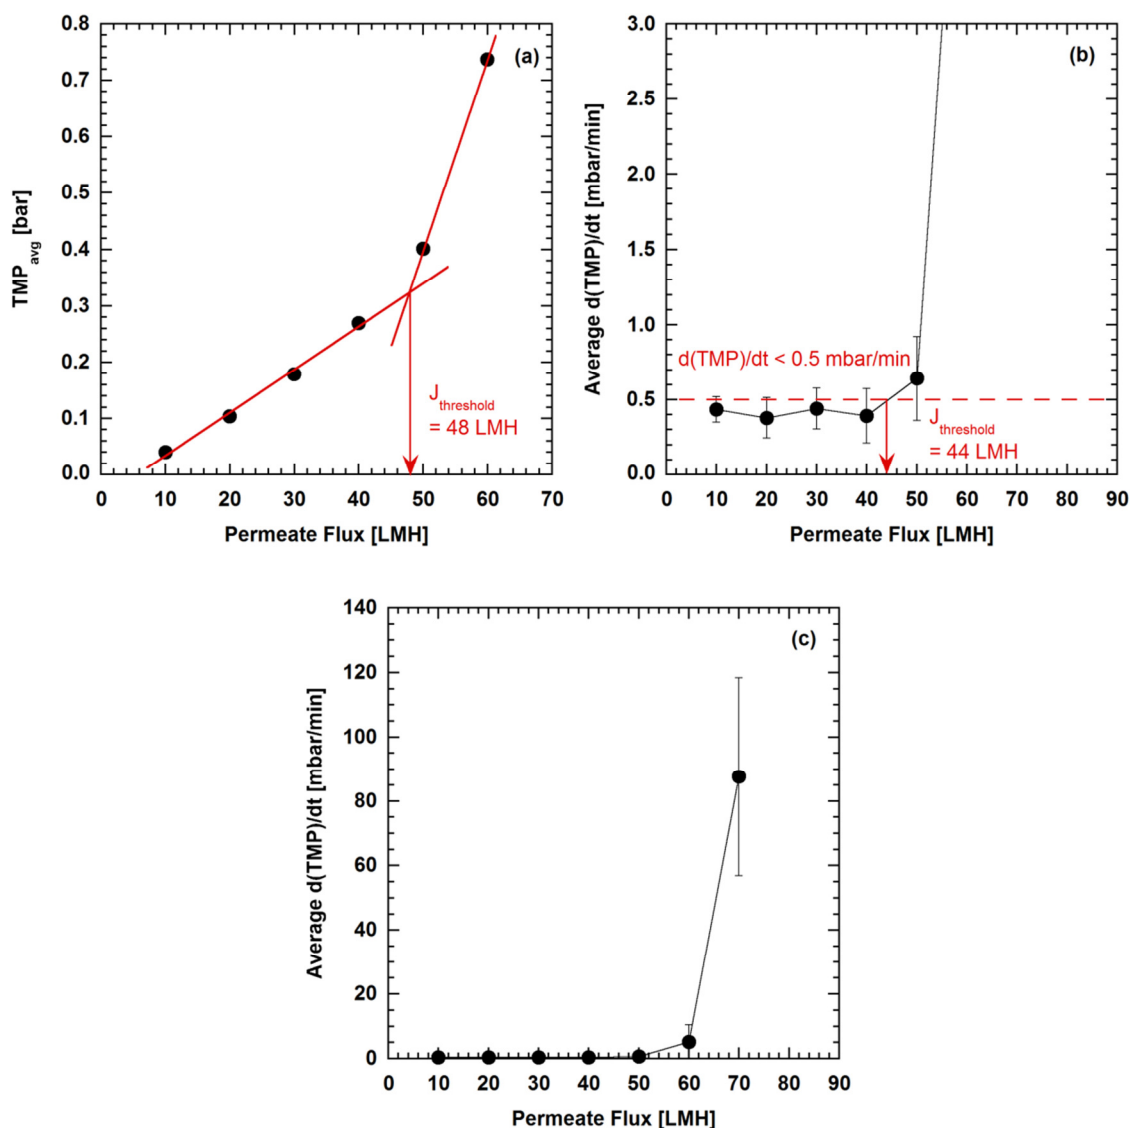 (a)
0.8
0.7
0.6
0.5
0.4
0.3
0.2
0.1
0.0
TMPavg [bar]
Jthreshold
= 48 LMH
0 10 20 30 40 50 60 70
Permeate Flux [LMH]
(b)
3.0
2.5
2.0
1.5
1.0
0.5
0.0
Average d(TMP)/dt [mbar/min]
d(TMP)/dt < 0.5 mbar/min
Jthreshold
= 44 LMH
0 10 20 30 40 50 60 70 80 90
Permeate Flux [LMH]
(c)
140
120
100
80
60
40
20
0
Average d(TMP)/dt [mbar/min]
0 10 20 30 40 50 60 70 80 90
Permeate Flux [LMH]